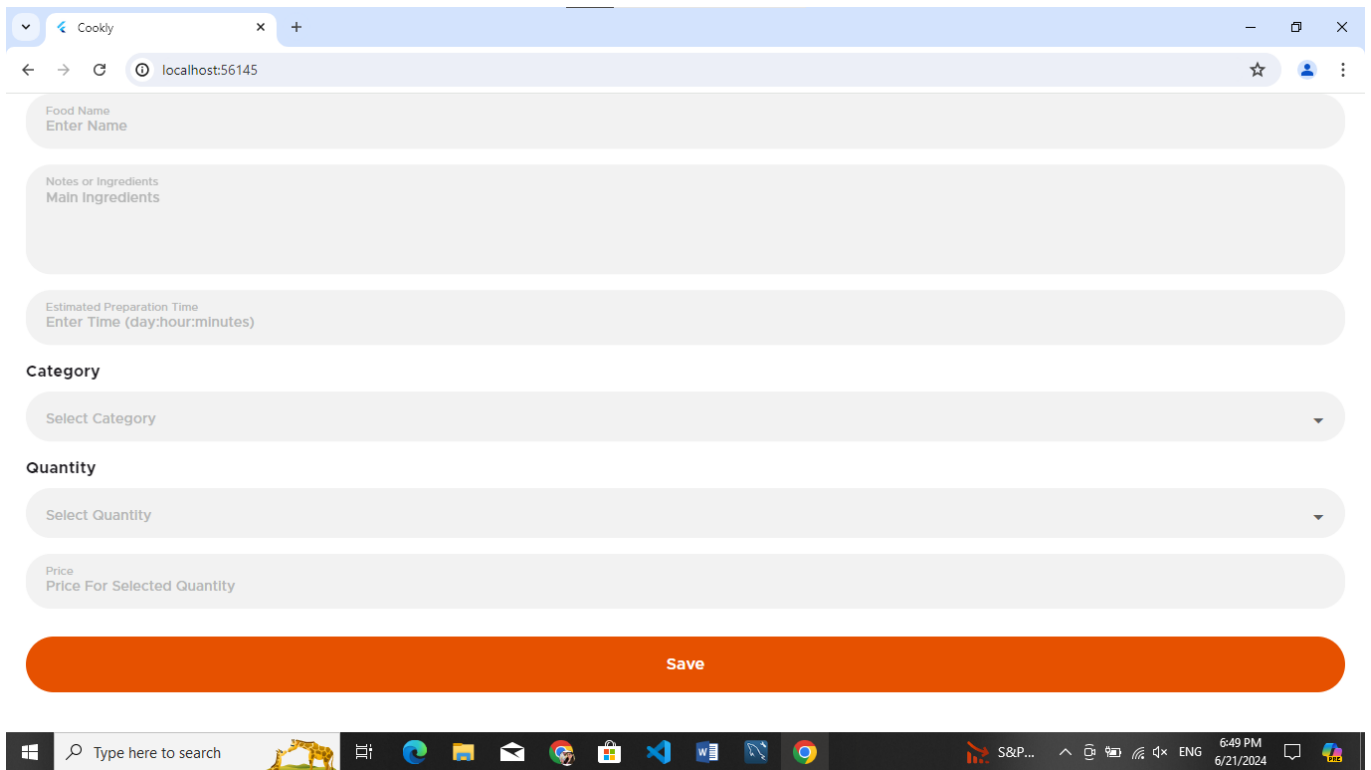 Cookly
localhost:56145
Food Name
Enter Name
Notes or Ingredients
Main Ingredients
Estimated Preparation Time
Enter Time (day:hour:minutes)
Category
Select Category
Quantity
Select Quantity
Price
Price For Selected Quantity
Save
Type here to search
S&P...
ENG
6:49 PM
6/21/2024
PRE